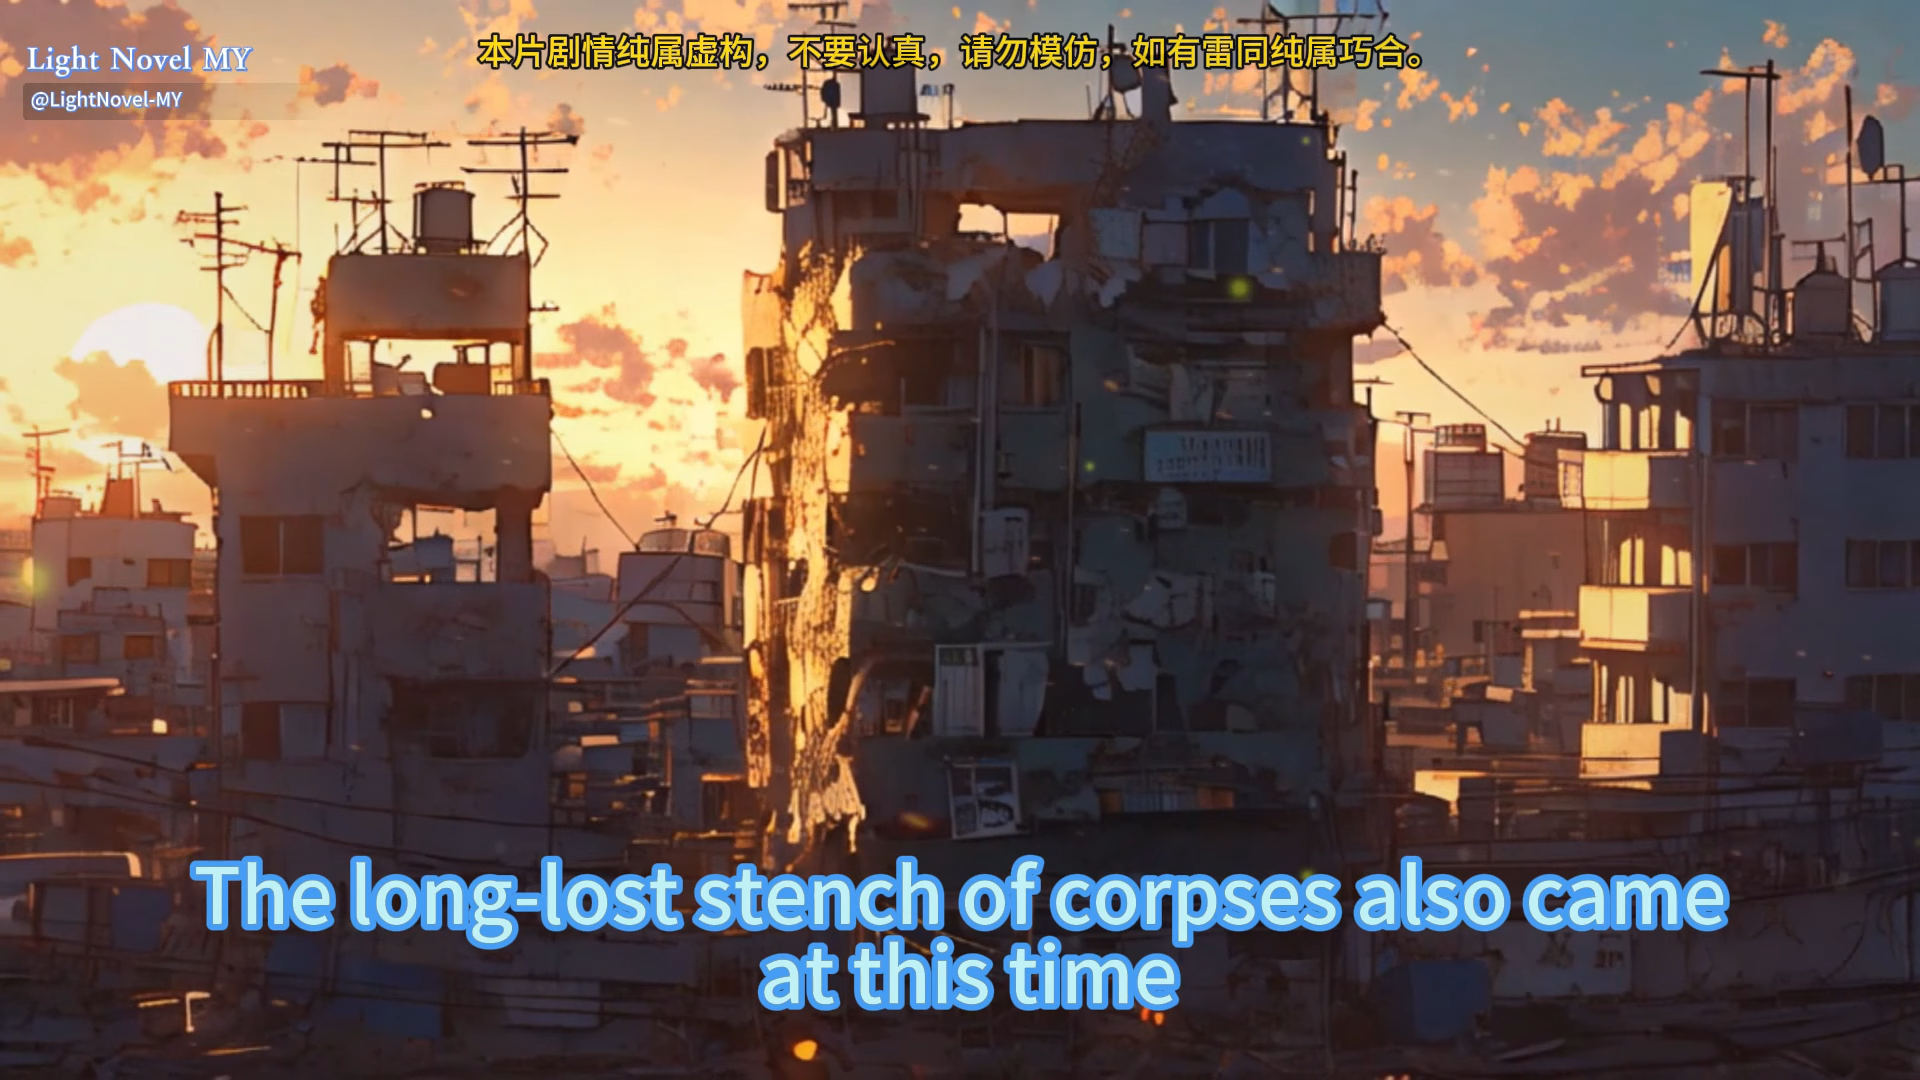 本片剧情纯属虚构，不要认真，请勿模仿，如有雷同纯属巧合。
Light Novel MY
@LightNovel-MY
The long-lost stench of corpses also came
at this time